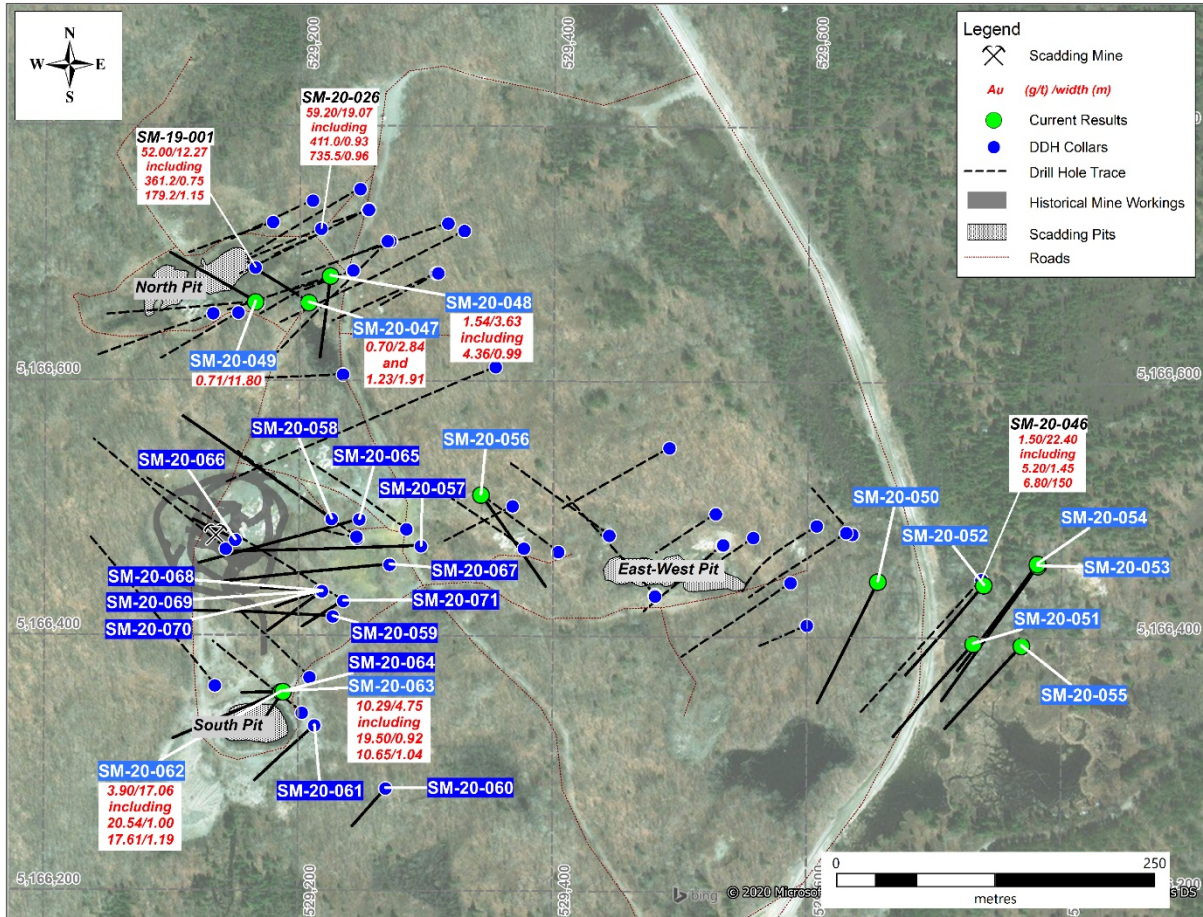 N
W E
S
529,200
529,400
529,600
Legend
Scadding Mine
Au (g/t) /width (m)
Current Results
DDH Collars
Drill Hole Trace
Historical Mine Workings
Scadding Pits
Roads
SM-20-026
59.20/19.07
including
411.0/0.93
735.5/0.96
SM-19-001
52.00/12.27
including
361.2/0.75
179.2/1.15
North Pit
SM-20-048
1.54/3.63
including
4.36/0.99
SM-20-047
0.70/2.84
and
1.23/1.91
SM-20-049
0.71/11.80
5,166,600
5,166,600
SM-20-058
SM-20-056
SM-20-046
1.50/22.40
including
5.20/1.45
6.80/150
SM-20-066
SM-20-065
SM-20-057
SM-20-050
SM-20-054
SM-20-052
SM-20-053
East-West Pit
SM-20-067
SM-20-068
SM-20-069
SM-20-071
SM-20-070
SM-20-059
SM-20-051
5,166,400
5,166,400
SM-20-064
SM-20-063
10.29/4.75
including
19.50/0.92
10.65/1.04
SM-20-055
South Pit
SM-20-062
3.90/17.06
including
20.54/1.00
17.61/1.19
SM-20-061
SM-20-060
0 250
metres
5,166,200
529,200
529,400
bing © 2020 Microsof
DS